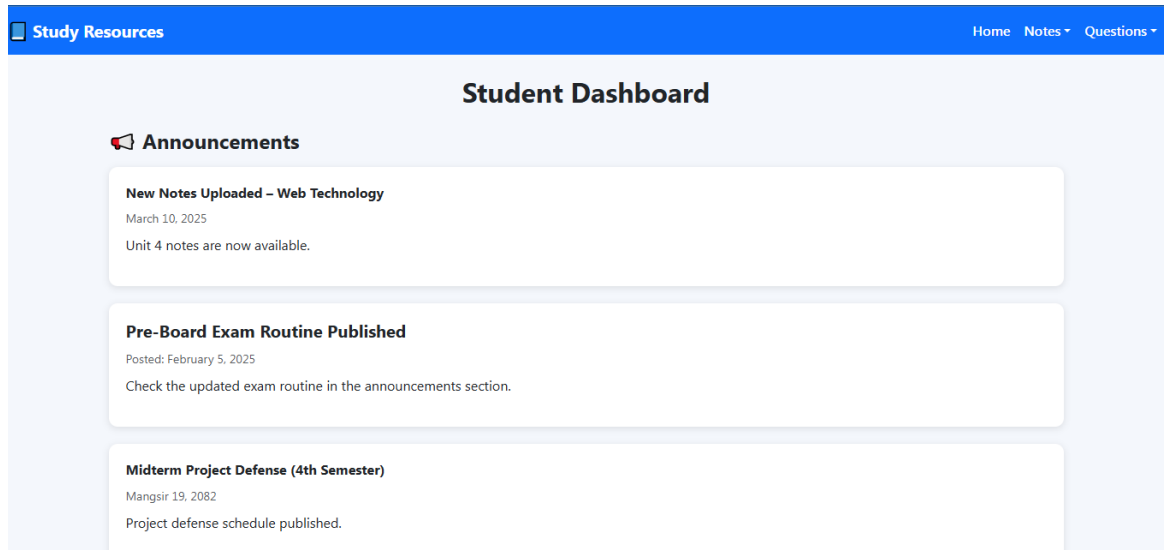 Study Resources
Home Notes Questions
Student Dashboard
Announcements
New Notes Uploaded – Web Technology
March 10, 2025
Unit 4 notes are now available.
Pre-Board Exam Routine Published
Posted: February 5, 2025
Check the updated exam routine in the announcements section.
Midterm Project Defense (4th Semester)
Mangsir 19, 2082
Project defense schedule published.